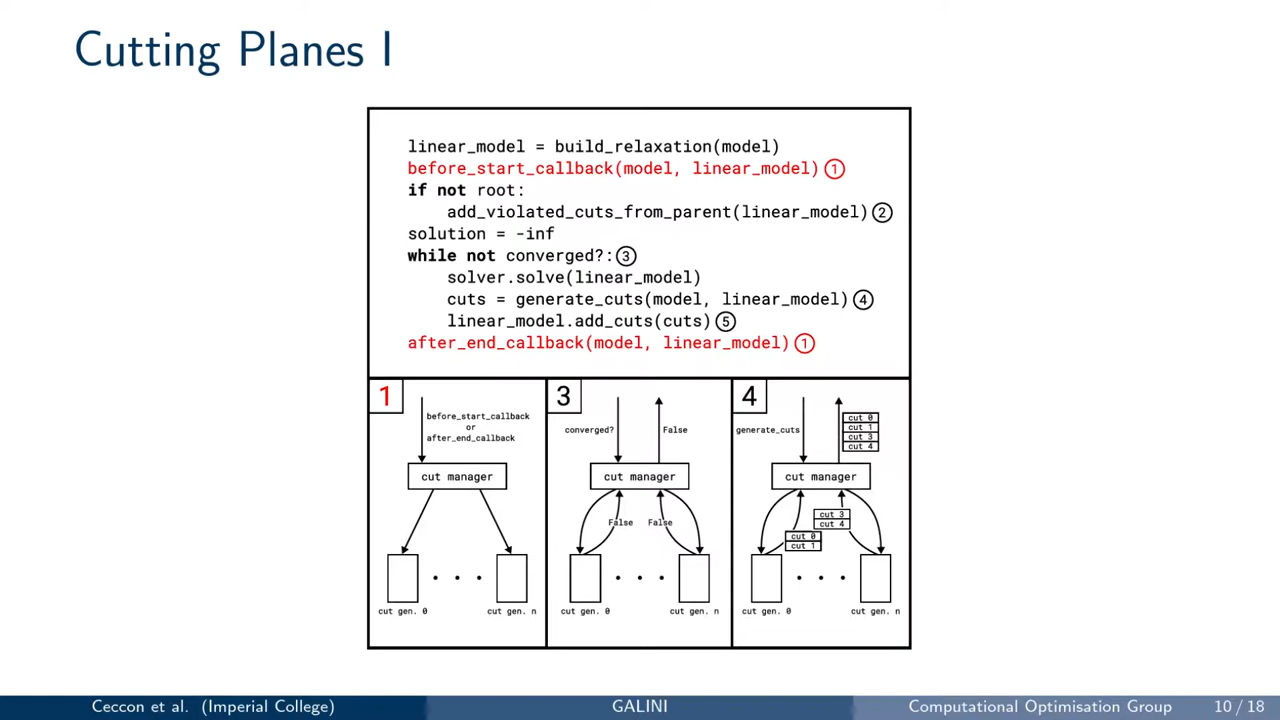 Cutting Planes I
linear_model = build_relaxation(model)
before_start_callback(model, linear_model) 1
if not root:
add_violated_cuts_from_parent(linear_model) 2
solution = -inf
while not converged?: 3
solver.solve(linear_model)
cuts = generate_cuts(model, linear_model) 4
linear_model.add_cuts(cuts) 5
after_end_callback(model, linear_model) 1
1
before_start_callback
or
after_end_callback
cut manager
cut gen. 0
. . .
cut gen. n
3
converged?
False
cut manager
False
False
cut gen. 0
. . .
cut gen. n
4
generate_cuts
cut 0
cut 1
cut 3
cut 4
cut manager
cut 3
cut 4
cut 0
cut 1
cut gen. 0
. . .
cut gen. n
Ceccon et al. (Imperial College)
GALINI
Computational Optimisation Group
10 / 18